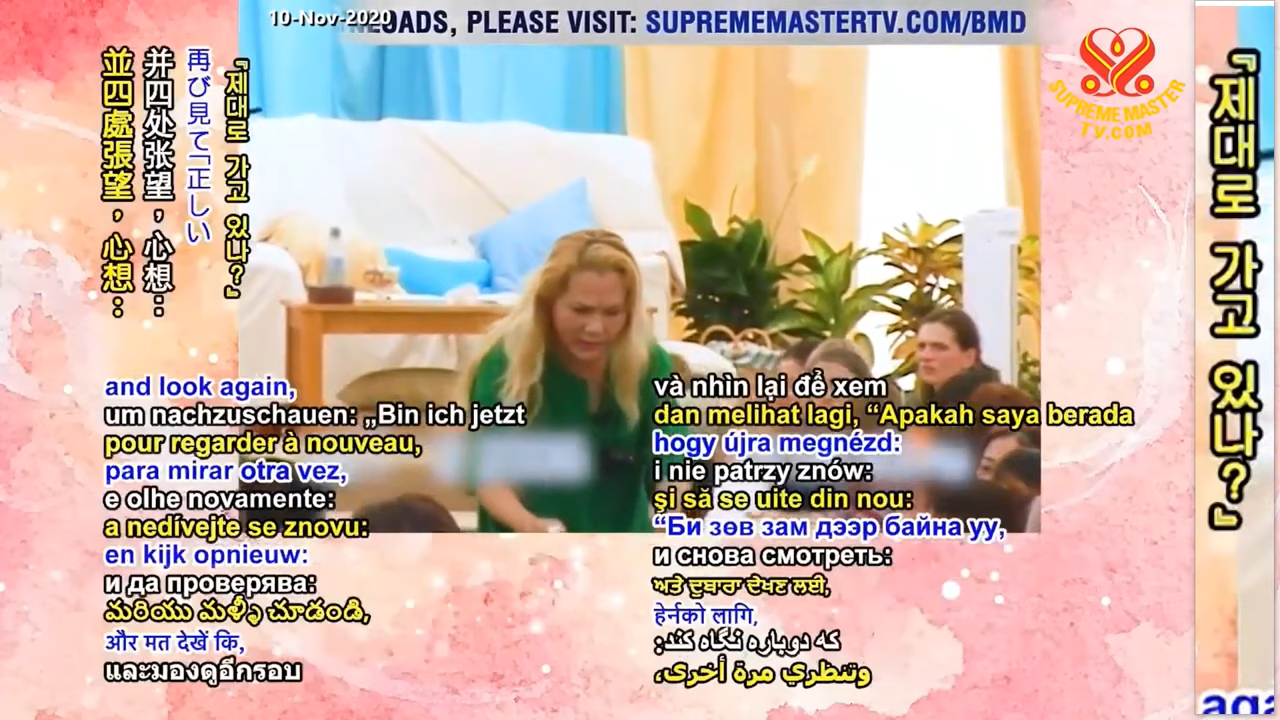 10-Nov-2020
OADS, PLEASE VISIT: SUPREMEMASTERTV.COM/BMD
SUPREME MASTER
TV.COM
並四處張望，心想：
并四处张望，心想：
再び見て「正しい
『제대로 가고 있나?』
and look again,
um nachzuschauen: „Bin ich jetzt
pour regarder à nouveau,
para mirar otra vez,
e olhe novamente:
a nedívejte se znovu:
en kijk opnieuw:
и да проверява:
మరియు మళ్ళీ చూడండి,
और मत देखें कि,
และมองดูอีกรอบ
và nhìn lại để xem
dan melihat lagi, “Apakah saya berada
hogy újra megnézd:
i nie patrzy znów:
şi să se uite din nou:
“Би зөв зам дээр байна уу,
и снова смотреть:
ਅਤੇ ਦੁਬਾਰਾ ਦੇਖਣ ਲਈ,
हेर्नको लागि,
که دوباره نگاه کند:
وتنظري مرة أخرى،
『제대로 가고 있나?』
aga